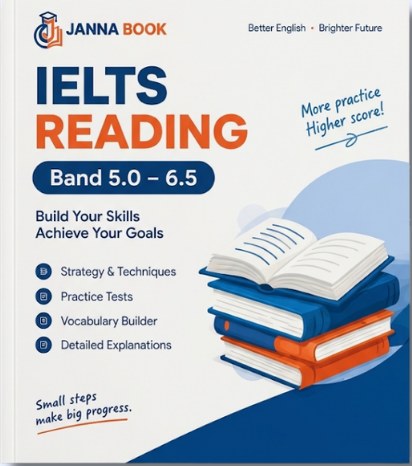 JANNA BOOK
Better English • Brighter Future
IELTS
READING
More practice
Higher score!
Band 5.0 – 6.5
Build Your Skills
Achieve Your Goals
Strategy & Techniques
Practice Tests
Vocabulary Builder
Detailed Explanations
Small steps
make big progress.